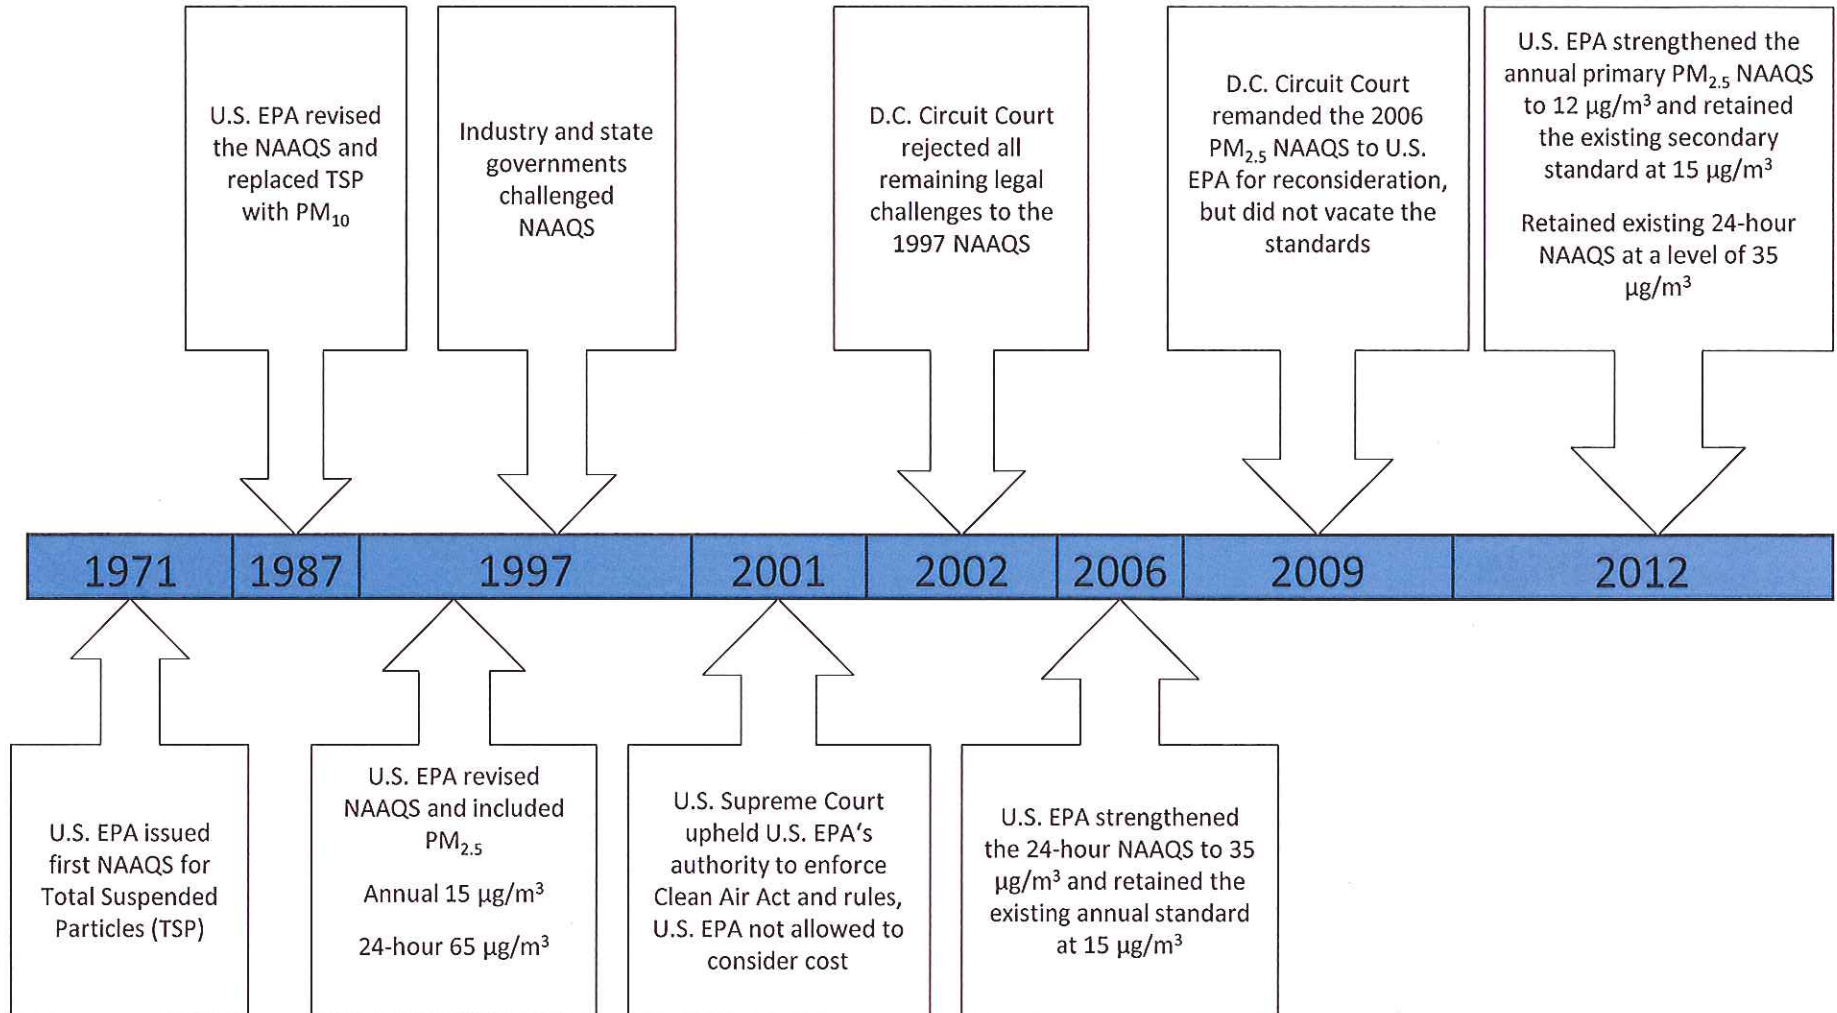 U.S. EPA revised
the NAAQS and
replaced TSP
with PM₁₀
Industry and state
governments
challenged
NAAQS
D.C. Circuit Court
rejected all
remaining legal
challenges to the
1997 NAAQS
D.C. Circuit Court
remanded the 2006
PM₂.₅ NAAQS to U.S.
EPA for reconsideration,
but did not vacate the
standards
U.S. EPA strengthened the
annual primary PM₂.₅ NAAQS
to 12 µg/m³ and retained
the existing secondary
standard at 15 µg/m³
Retained existing 24-hour
NAAQS at a level of 35
µg/m³
1971 1987 1997 2001 2002 2006 2009 2012
U.S. EPA issued
first NAAQS for
Total Suspended
Particles (TSP)
U.S. EPA revised
NAAQS and included
PM₂.₅
Annual 15 µg/m³
24-hour 65 µg/m³
U.S. Supreme Court
upheld U.S. EPA's
authority to enforce
Clean Air Act and rules,
U.S. EPA not allowed to
consider cost
U.S. EPA strengthened
the 24-hour NAAQS to 35
µg/m³ and retained the
existing annual standard
at 15 µg/m³